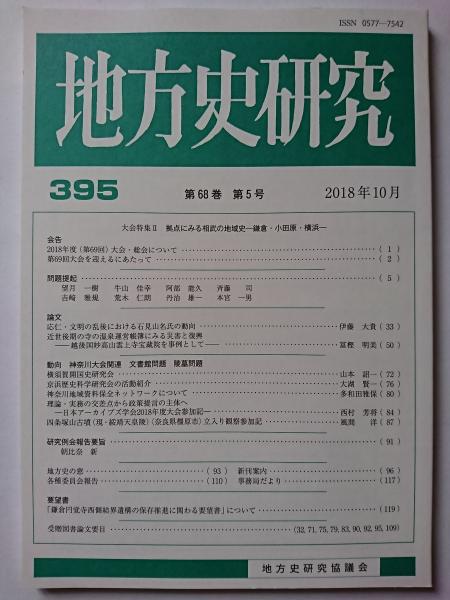 ISSN 0577―7542
地方史研究
395 第68巻 第5号 2018年10月
大会特集Ⅱ 拠点にみる相武の地域史―鎌倉・小田原・横浜―
会告
2018年度(第69回)大会・総会について………( 1 )
第69回大会を迎えるにあたって………( 2 )
問題提起………( 5 )
望月 一樹 牛山 佳幸 阿部 能久 斉藤 司
吉﨑 雅規 荒木 仁朗 丹治 雄一 本宮 一男
論文
応仁・文明の乱後における石見山名氏の動向………伊藤 大貴(33)
近世後期の寺の温泉運営帳簿にみる災害と復興
――越後国妙高山雲上寺宝蔵院を事例として――………冨樫 明美(50)
動向 神奈川大会関連 文書館問題 陵墓問題
横須賀開国史研究会………山本 詔一(72)
京浜歴史科学研究会の活動紹介………大湖 賢一(76)
神奈川地域資料保全ネットワークについて………多和田雅保(80)
理論・実務の交差点から政策提言の主体へ
―日本アーカイブズ学会2018年度大会参加記―………西村 芳将(84)
四条塚山古墳(現・綏靖天皇陵)(奈良県橿原市)立入り観察参加記………風間 洋(87)
研究例会報告要旨………(91)
朝比奈 新
地方史の窓………(93) 新刊案内………(96)
各種委員会報告………(110) 事務局だより………(117)
要望書
「鎌倉円覚寺西側結界遺構の保存推進に関わる要望書」について………(119)
受贈図書論文要目………(32, 71, 75, 79, 83, 90, 92, 95, 109)
地方史研究協議会